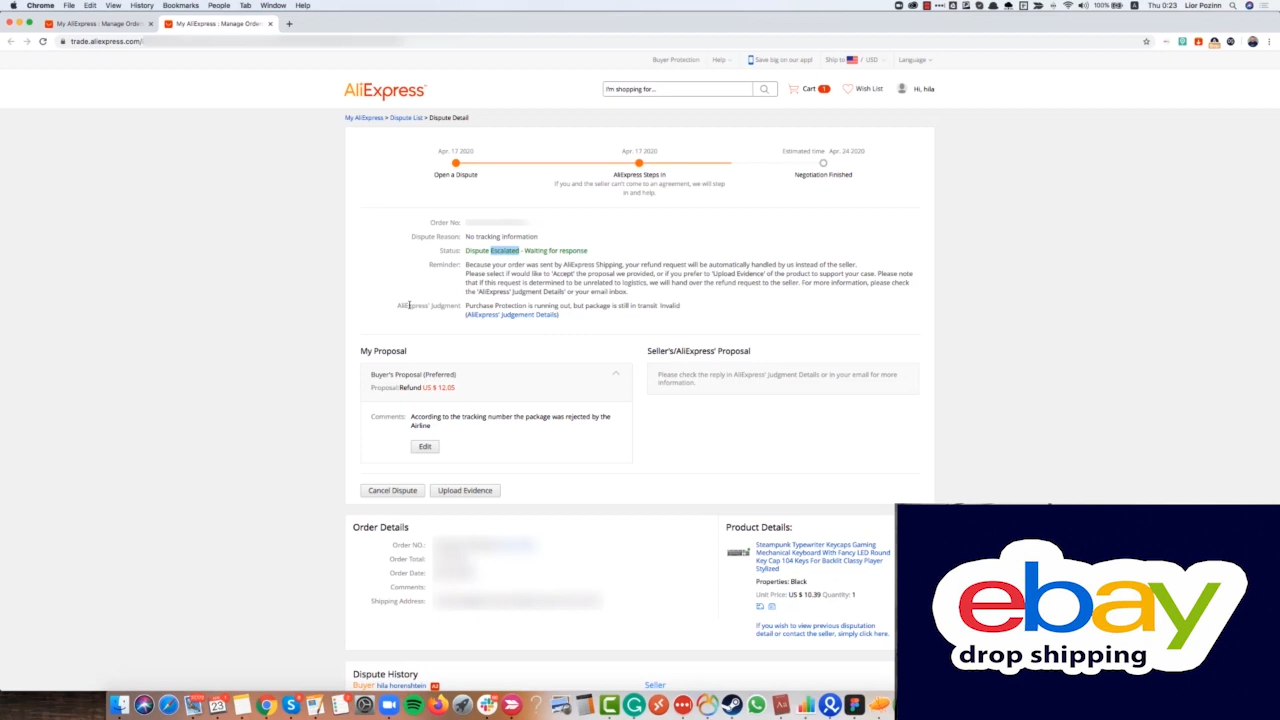 Chrome File Edit View History Bookmarks People Tab Window Help
100% Thu 0:23 Lior Pozinn
My AliExpress : Manage Orde
My AliExpress : Manage Orde
trade.aliexpress.com/
Buyer Protection Help Save big on our app! Ship to / USD Language
AliExpress
I'm shopping for...
Cart 1
Wish List
Hi, hila
My AliExpress > Dispute List > Dispute Detail
Apr. 17 2020
Apr. 17 2020
Estimated time Apr. 24 2020
Open a Dispute
AliExpress Steps in
Negotiation Finished
If you and the seller can't come to an agreement, we will step
in and help.
Order No:
Dispute Reason: No tracking information
Status: Dispute Escalated - Waiting for response
Reminder: Because your order was sent by AliExpress Shipping, your refund request will be automatically handled by us instead of the seller.
Please select if would like to 'Accept' the proposal we provided, or if you prefer to 'Upload Evidence' of the product to support your case. Please note
that if this request is determined to be unrelated to logistics, we will hand over the refund request to the seller. For more information, please check
the 'AliExpress' Judgment Details' or your email inbox.
AliExpress' Judgment Purchase Protection is running out, but package is still in transit Invalid
(AliExpress' Judgement Details)
My Proposal
Seller's/AliExpress' Proposal
Buyer's Proposal (Preferred)
Proposal:Refund US $ 12.05
Please check the reply in AliExpress' Judgment Details or in your email for more
information.
Comments: According to the tracking number the package was rejected by the
Airline
Edit
Cancel Dispute
Upload Evidence
Order Details
Order NO.:
Order Total:
Order Date:
Comments:
Shipping Address:
Product Details:
Steampunk Typewriter Keycaps Gaming
Mechanical Keyboard With Fancy LED Round
Key Cap 104 Keys For Backlit Classy Player
Stylized
Properties: Black
Unit Price: US $ 10.39 Quantity: 1
If you wish to view previous disputation
detail or contact the seller, simply click here.
Dispute History
Buyer hila horenshtein
Seller
ebay
drop shipping